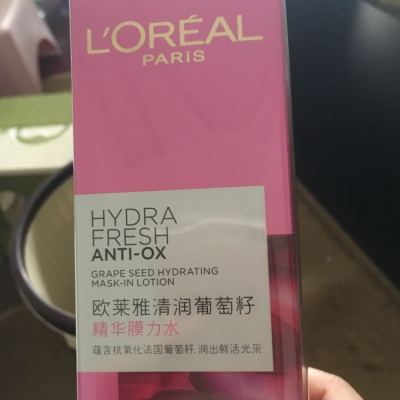 L'ORÉAL
PARIS
HYDRA
FRESH
ANTI-OX
GRAPE SEED HYDRATING
MASK-IN LOTION
欧莱雅清润葡萄籽
精华膜力水
蕴含抗氧化法国葡萄籽,润出鲜活光采